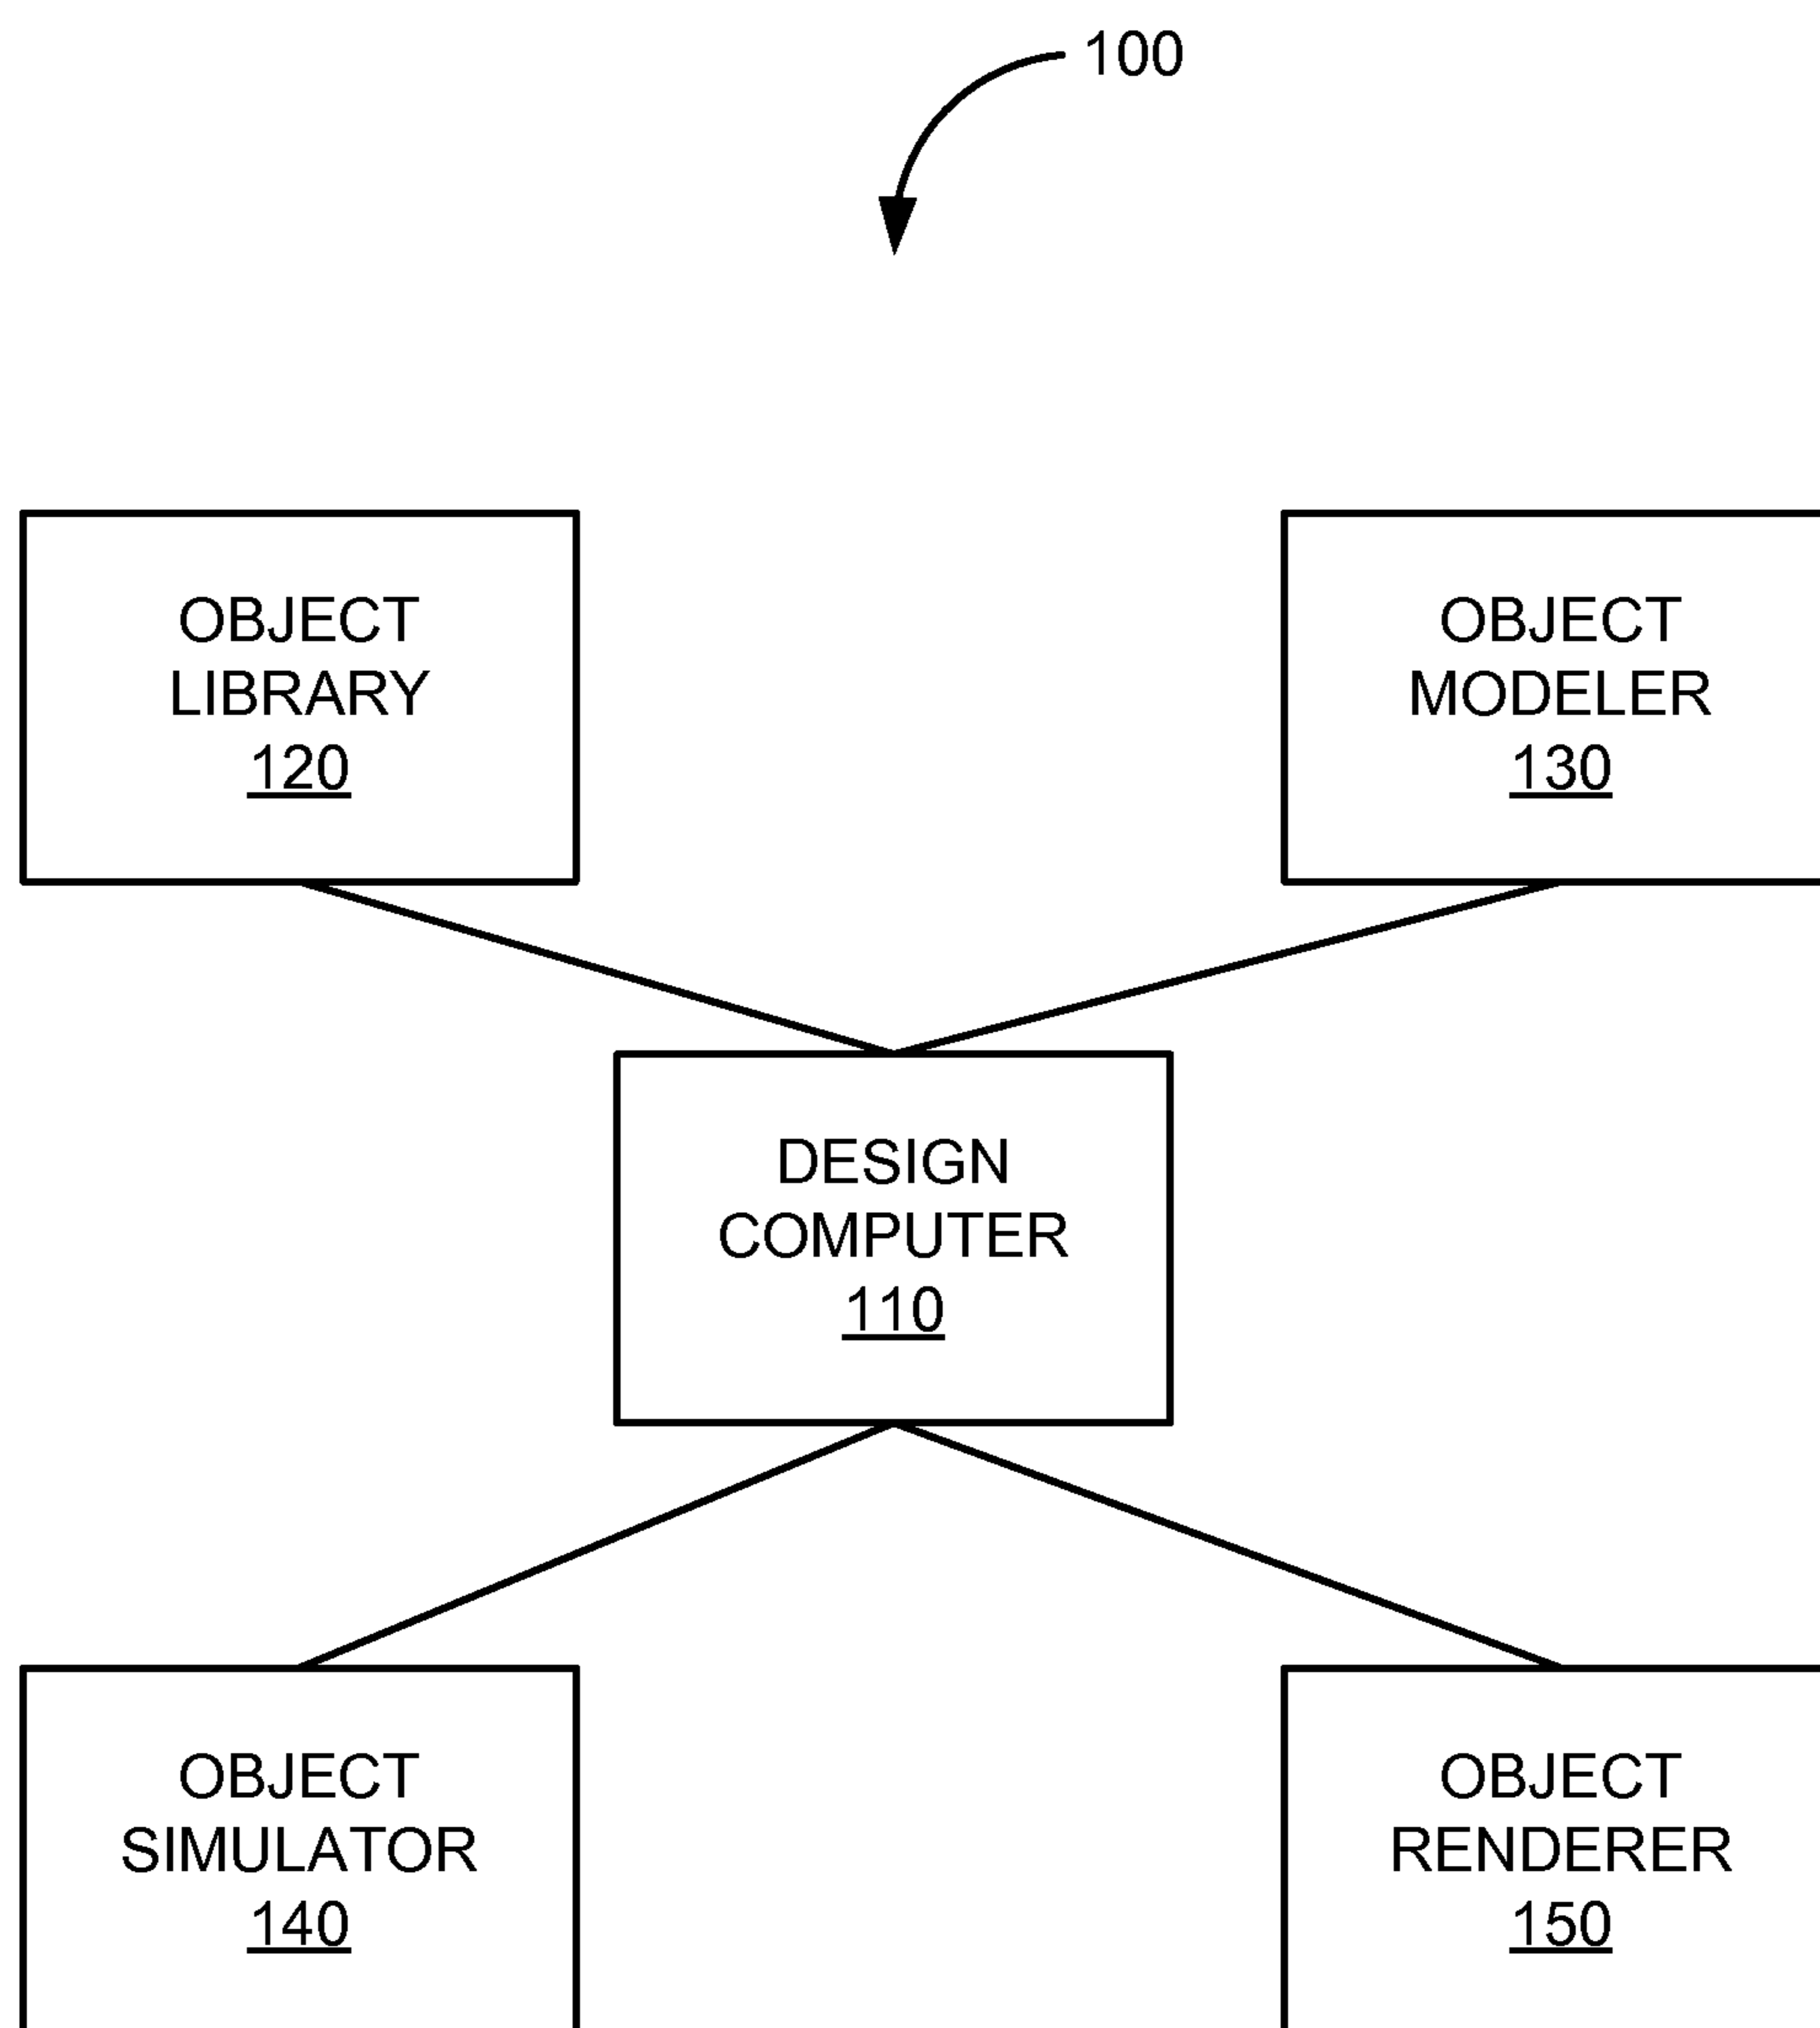 100
OBJECT
LIBRARY
120
OBJECT
MODELER
130
DESIGN
COMPUTER
110
OBJECT
SIMULATOR
140
OBJECT
RENDERER
150